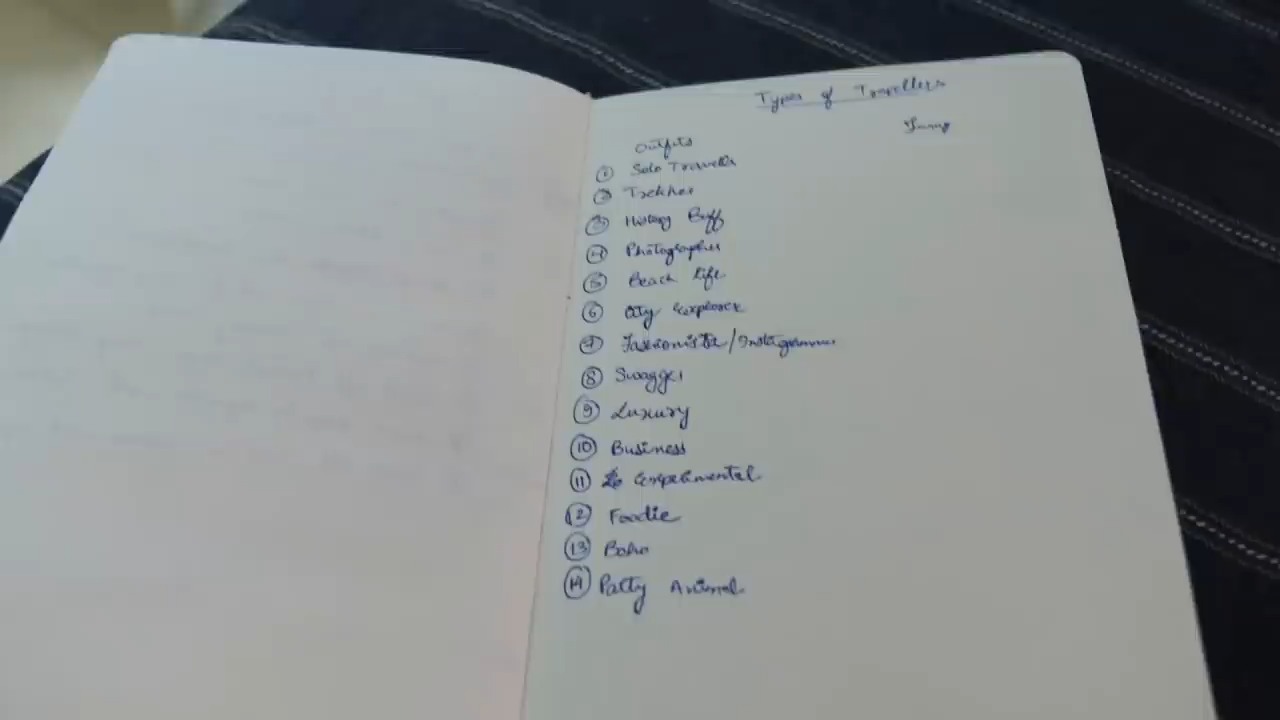 Types of Travellers
Outfits
① Solo Travells
② Trekker
③ History Buff
④ Photographer
⑤ Beach life
⑥ City Explorer
⑦ Fashionista/Instagrammer
⑧ Swagger
⑨ Luxury
⑩ Business
⑪ Experimental
⑫ Foodie
⑬ Boho
⑭ Party Animal